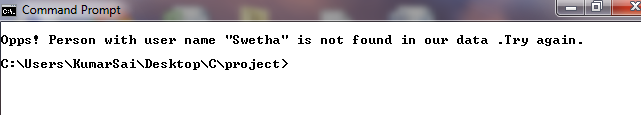 Command Prompt
Opps! Person with user name "Swetha" is not found in our data .Try again.
C:\Users\KumarSai\Desktop\C\project>